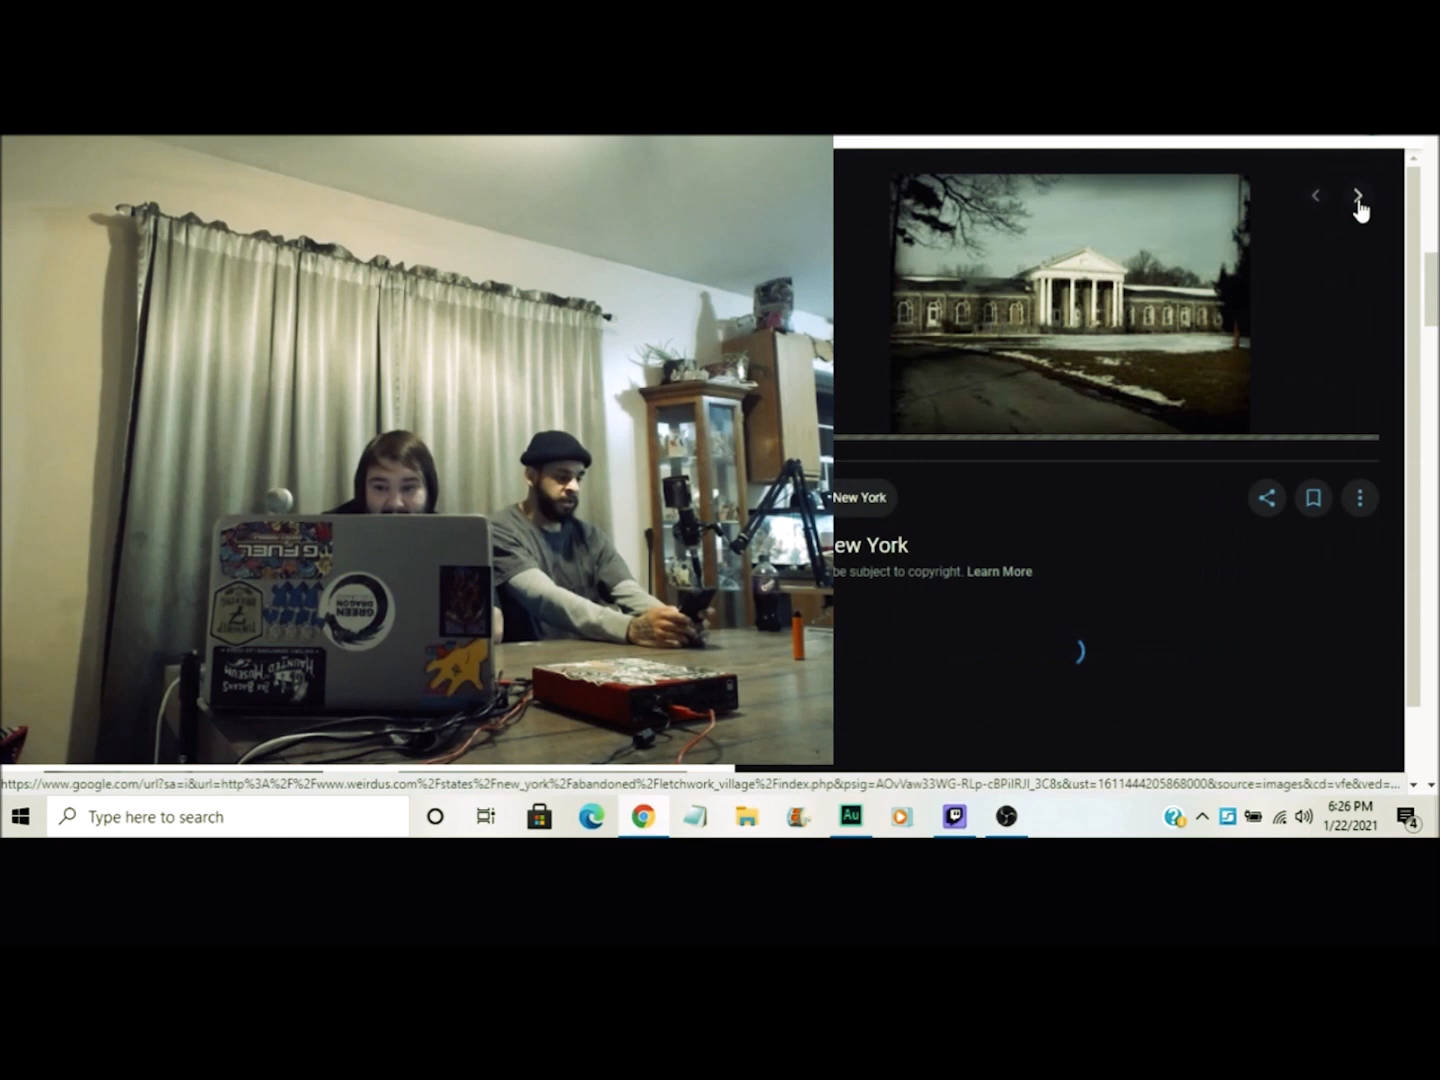 New York
ew York
be subject to copyright. Learn More
G FUEL
GREEN
DRAGON
HAUNTED
MUSEUM
https://www.google.com/url?sa=i&url=http%3A%2F%2Fwww.weirdus.com%2Fstates%2Fnew_york%2Fabandoned%2Fletchwork_village%2Findex.php&psig=AOvVaw33WG-RLp-cBPiIRJI_3C8s&ust=1611444205868000&source=images&cd=vfe&ved=...
Type here to search
Au
6:26 PM
1/22/2021
4